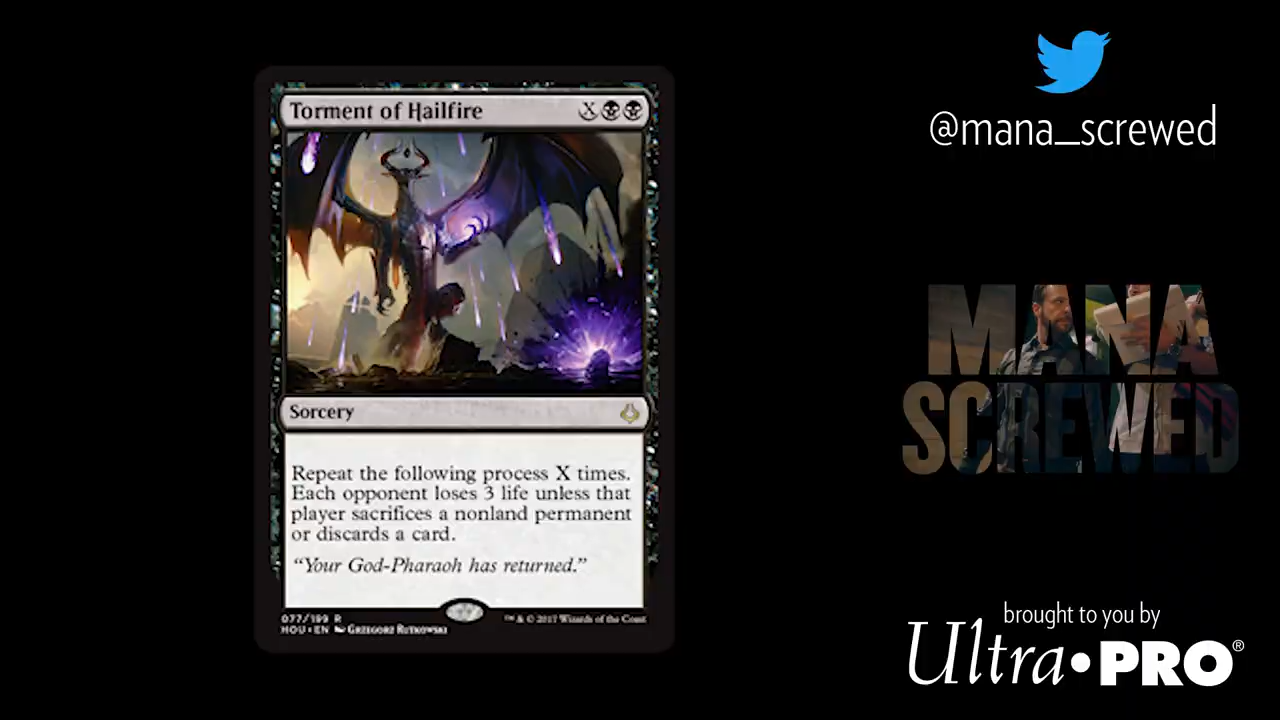 Torment of Hailfire X
Sorcery
Repeat the following process X times.
Each opponent loses 3 life unless that
player sacrifices a nonland permanent
or discards a card.
“Your God-Pharaoh has returned.”
077/199 R
HOU • EN Grzegorz Rutkowski
™ & © 2017 Wizards of the Coast
@mana_screwed
MANA
SCREWED
brought to you by
Ultra•PRO®